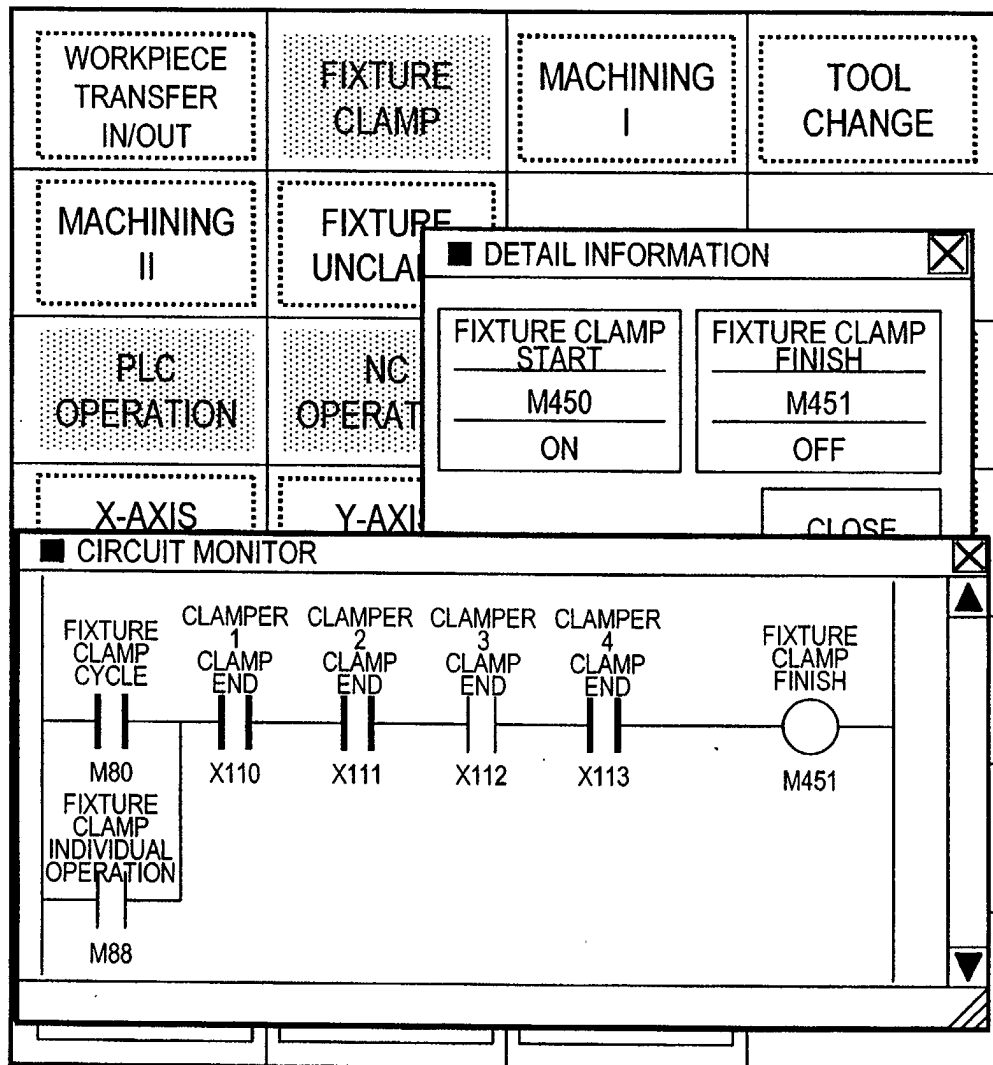 WORKPIECE
TRANSFER
IN/OUT
FIXTURE
CLAMP
MACHINING
I
TOOL
CHANGE
MACHINING
II
FIXTURE
UNCLA
PLC
OPERATION
NC
OPERAT
X-AXIS
Y-AXIS
■ DETAIL INFORMATION
FIXTURE CLAMP
START
M450
ON
FIXTURE CLAMP
FINISH
M451
OFF
CLOSE
■ CIRCUIT MONITOR
FIXTURE
CLAMP
CYCLE
M80
CLAMPER
1
CLAMP
END
X110
CLAMPER
2
CLAMP
END
X111
CLAMPER
3
CLAMP
END
X112
CLAMPER
4
CLAMP
END
X113
FIXTURE
CLAMP
FINISH
M451
FIXTURE
CLAMP
INDIVIDUAL
OPERATION
M88